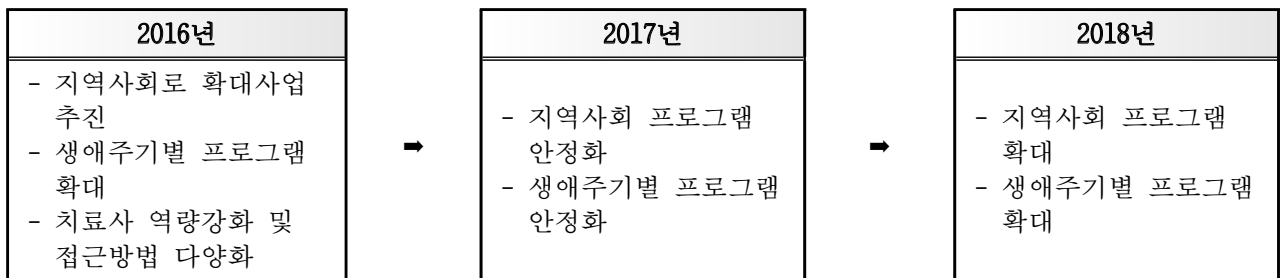 2016년
- 지역사회로 확대사업
추진
- 생애주기별 프로그램
확대
- 치료사 역량강화 및
접근방법 다양화
➡
2017년
- 지역사회 프로그램
안정화
- 생애주기별 프로그램
안정화
➡
2018년
- 지역사회 프로그램
확대
- 생애주기별 프로그램
확대